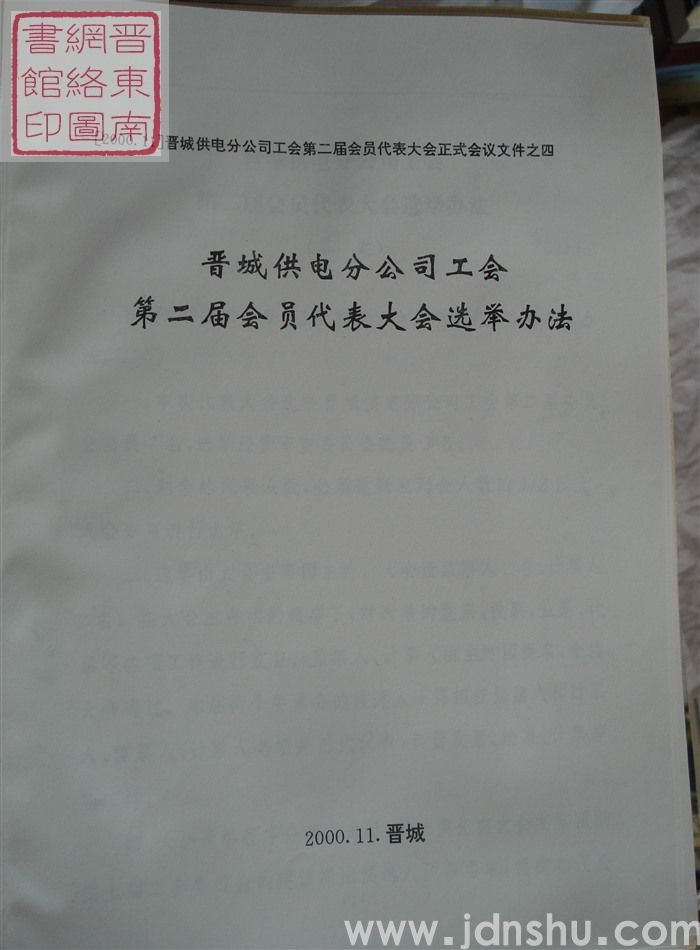 晋東南
網絡圖
書館印
[2000.11]晋城供电分公司工会第二届会员代表大会正式会议文件之四
晋城供电分公司工会
第二届会员代表大会选举办法
2000.11.晋城
www.jdnshu.com